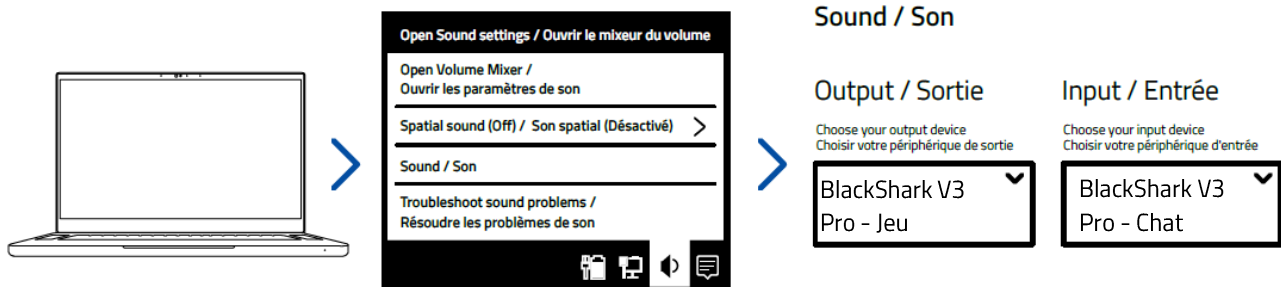 Open Sound settings / Ouvrir le mixeur du volume
Open Volume Mixer /
Ouvrir les paramètres de son
Spatial sound (Off) / Son spatial (Désactivé)
Sound / Son
Troubleshoot sound problems /
Résoudre les problèmes de son
Sound / Son
Output / Sortie
Choose your output device
Choisir votre périphérique de sortie
BlackShark V3
Pro - Jeu
Input / Entrée
Choose your input device
Choisir votre périphérique d'entrée
BlackShark V3
Pro - Chat